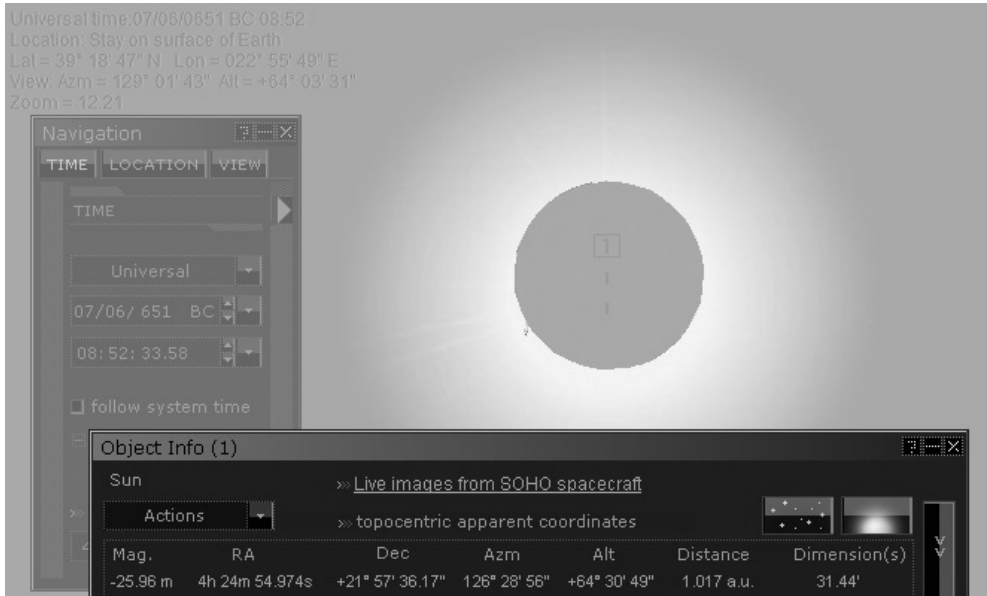 Universal time:07/06/0651 BC 08:52
Location: Stay on surface of Earth
Lat = 39° 18' 47" N Lon = 022° 55' 49" E
View: Azm = 129° 01' 43" Alt = +64° 03' 31"
Zoom = 12.21
Navigation
TIME LOCATION VIEW
TIME
Universal
07/06/ 651 BC
08: 52: 33.58
follow system time
1
Object Info (1)
Sun
»» Live images from SOHO spacecraft
Actions
»» topocentric apparent coordinates
Mag. RA Dec Azm Alt Distance Dimension(s)
-25.96 m 4h 24m 54.974s +21° 57' 36.17" 126° 28' 56" +64° 30' 49" 1.017 a.u. 31.44'